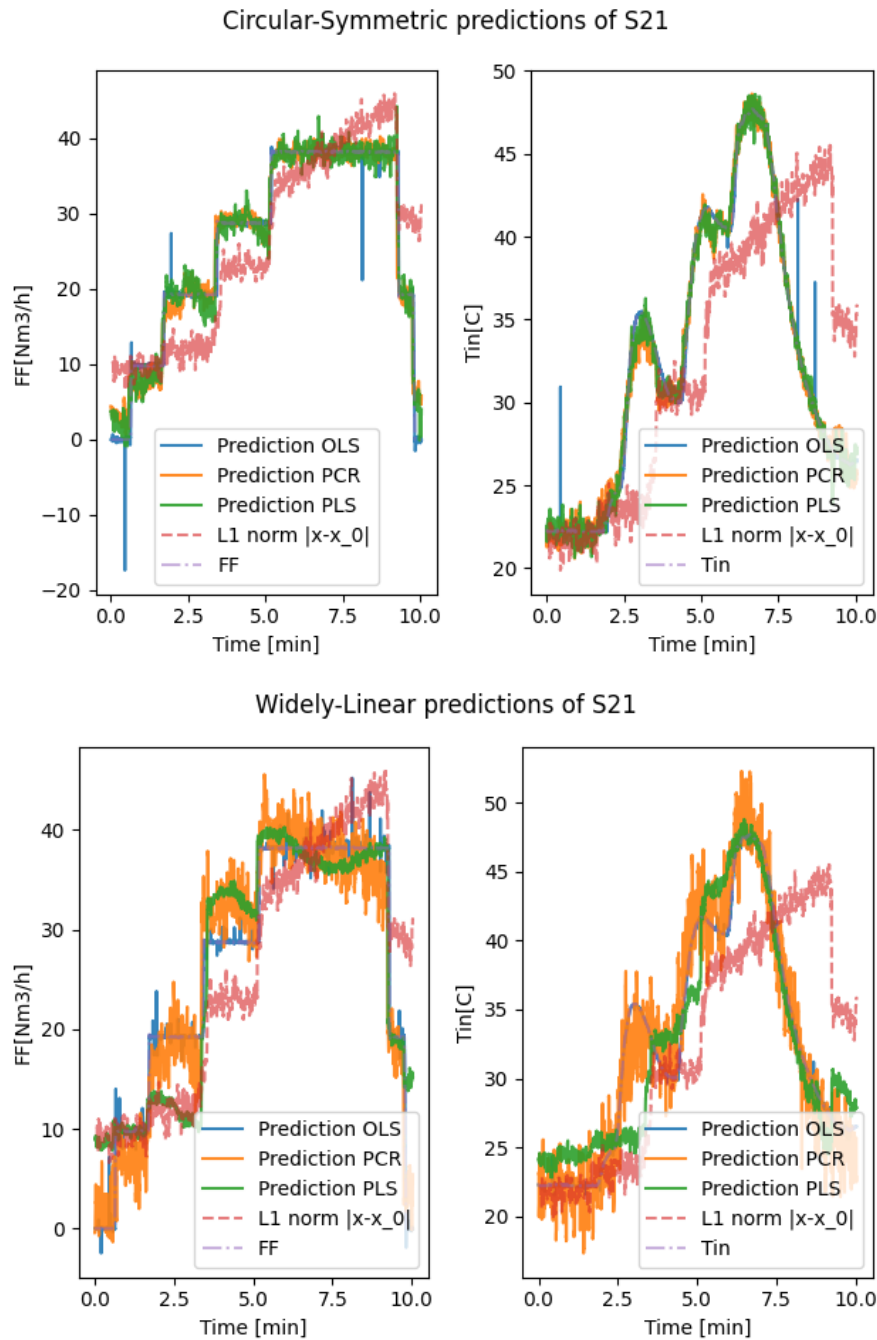 Circular-Symmetric predictions of S21
FF[Nm3/h]
40
30
20
10
0
−10
−20
0.0 2.5 5.0 7.5 10.0
Time [min]
Prediction OLS
Prediction PCR
Prediction PLS
L1 norm |x-x_0|
FF
Tin[C]
50
45
40
35
30
25
20
0.0 2.5 5.0 7.5 10.0
Time [min]
Prediction OLS
Prediction PCR
Prediction PLS
L1 norm |x-x_0|
Tin
Widely-Linear predictions of S21
FF[Nm3/h]
40
30
20
10
0
0.0 2.5 5.0 7.5 10.0
Time [min]
Prediction OLS
Prediction PCR
Prediction PLS
L1 norm |x-x_0|
FF
Tin[C]
50
45
40
35
30
25
20
0.0 2.5 5.0 7.5 10.0
Time [min]
Prediction OLS
Prediction PCR
Prediction PLS
L1 norm |x-x_0|
Tin